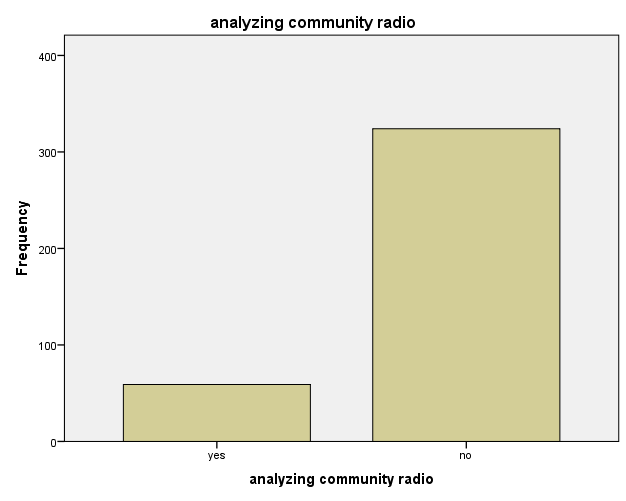 analyzing community radio
400
300
200
100
0
Frequency
yes no
analyzing community radio